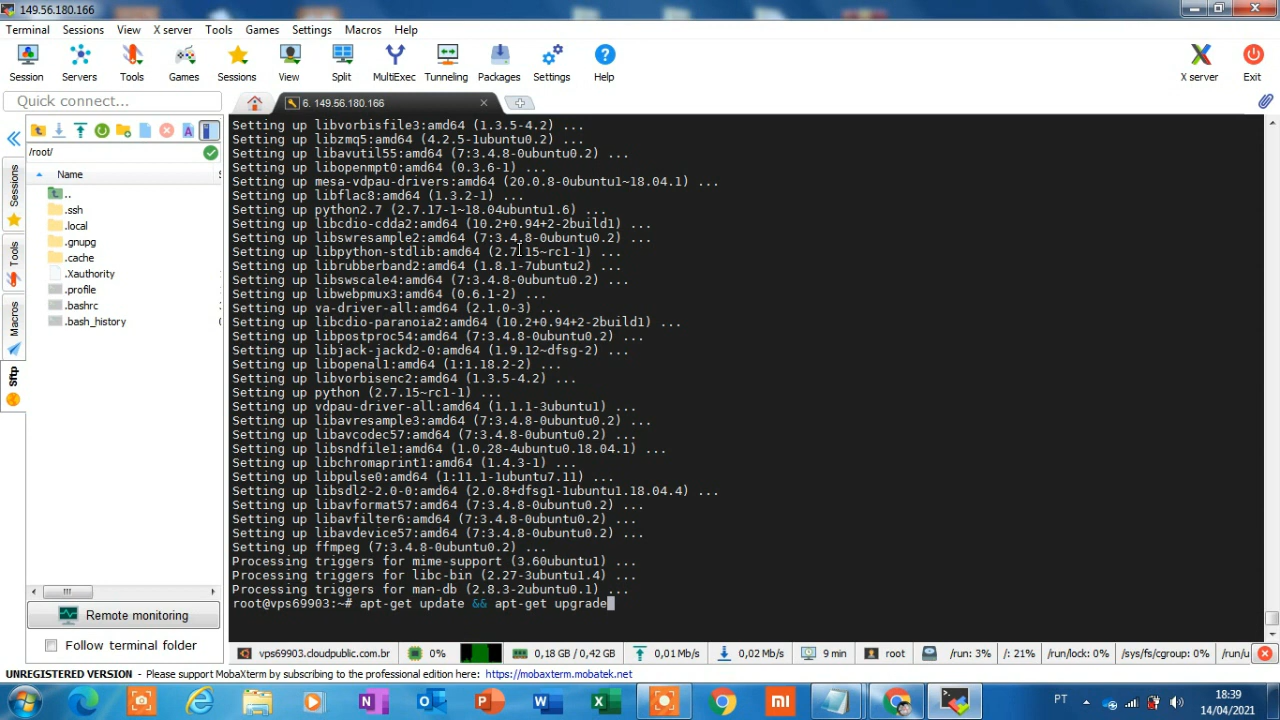 149.56.180.166
Terminal Sessions View X server Tools Games Settings Macros Help
Session Servers Tools Games Sessions View Split MultiExec Tunneling Packages Settings Help X server Exit
Quick connect...
6. 149.56.180.166
/root/
Name
..
.ssh
.local
.gnupg
.cache
.Xauthority
.profile
.bashrc
.bash_history
Sessions
Tools
Macros
Sftp
Setting up libvorbisfile3:amd64 (1.3.5-4.2) ...
Setting up libzmq5:amd64 (4.2.5-1ubuntu0.2) ...
Setting up libavutil55:amd64 (7:3.4.8-0ubuntu0.2) ...
Setting up libopenmpt0:amd64 (0.3.6-1) ...
Setting up mesa-vdpau-drivers:amd64 (20.0.8-0ubuntu1~18.04.1) ...
Setting up libflac8:amd64 (1.3.2-1) ...
Setting up python2.7 (2.7.17-1~18.04ubuntu1.6) ...
Setting up libcdio-cdda2:amd64 (10.2+0.94+2-2build1) ...
Setting up libswresample2:amd64 (7:3.4.8-0ubuntu0.2) ...
Setting up libpython-stdlib:amd64 (2.7.15~rc1-1) ...
Setting up librubberband2:amd64 (1.8.1-7ubuntu2) ...
Setting up libswscale4:amd64 (7:3.4.8-0ubuntu0.2) ...
Setting up libwebpmux3:amd64 (0.6.1-2) ...
Setting up va-driver-all:amd64 (2.1.0-3) ...
Setting up libcdio-paranoia2:amd64 (10.2+0.94+2-2build1) ...
Setting up libpostproc54:amd64 (7:3.4.8-0ubuntu0.2) ...
Setting up libjack-jackd2-0:amd64 (1.9.12~dfsg-2) ...
Setting up libopenal1:amd64 (1:1.18.2-2) ...
Setting up libvorbisenc2:amd64 (1.3.5-4.2) ...
Setting up python (2.7.15~rc1-1) ...
Setting up vdpau-driver-all:amd64 (1.1.1-3ubuntu1) ...
Setting up libavresample3:amd64 (7:3.4.8-0ubuntu0.2) ...
Setting up libavcodec57:amd64 (7:3.4.8-0ubuntu0.2) ...
Setting up libsndfile1:amd64 (1.0.28-4ubuntu0.18.04.1) ...
Setting up libchromaprint1:amd64 (1.4.3-1) ...
Setting up libpulse0:amd64 (1:11.1-1ubuntu7.11) ...
Setting up libsdl2-2.0-0:amd64 (2.0.8+dfsg1-1ubuntu1.18.04.4) ...
Setting up libavformat57:amd64 (7:3.4.8-0ubuntu0.2) ...
Setting up libavfilter6:amd64 (7:3.4.8-0ubuntu0.2) ...
Setting up libavdevice57:amd64 (7:3.4.8-0ubuntu0.2) ...
Setting up ffmpeg (7:3.4.8-0ubuntu0.2) ...
Processing triggers for mime-support (3.60ubuntu1) ...
Processing triggers for libc-bin (2.27-3ubuntu1.4) ...
Processing triggers for man-db (2.8.3-2ubuntu0.1) ...
root@vps69903:~# apt-get update && apt-get upgrade
Remote monitoring
Follow terminal folder
vps69903.cloudpublic.com.br 0% 0,18 GB / 0,42 GB 0,01 Mb/s 0,02 Mb/s 9 min root /run: 3% /: 21% /run/lock: 0% /sys/fs/cgroup: 0%
UNREGISTERED VERSION - Please support MobaXterm by subscribing to the professional edition here: https://mobaxterm.mobatek.net
PT 18:39
14/04/2021